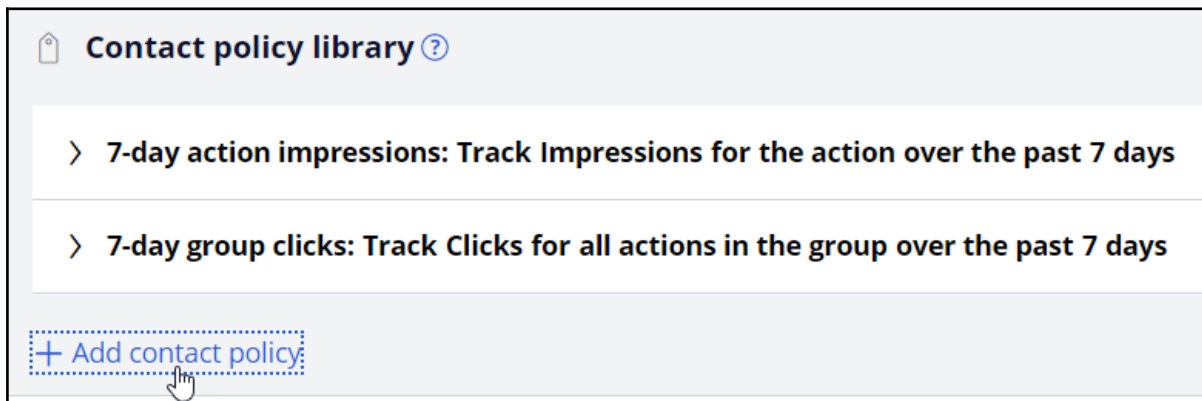 Contact policy library ?
7-day action impressions: Track Impressions for the action over the past 7 days
7-day group clicks: Track Clicks for all actions in the group over the past 7 days
+ Add contact policy